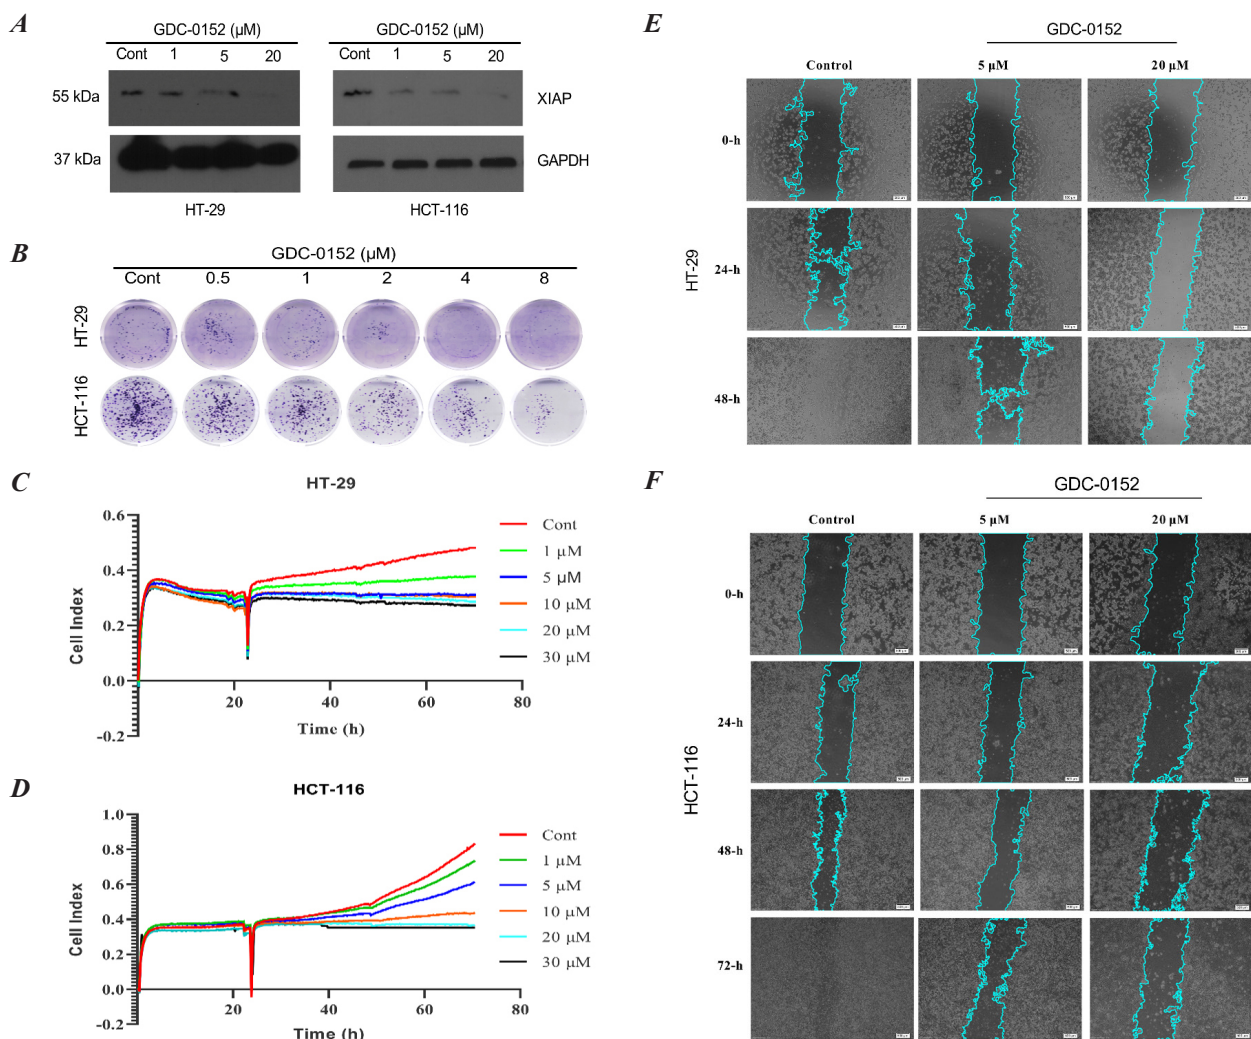 A
GDC-0152 (µM)
Cont 1 5 20
GDC-0152 (µM)
Cont 1 5 20
55 kDa
XIAP
37 kDa
GAPDH
HT-29
HCT-116
B
GDC-0152 (µM)
Cont 0.5 1 2 4 8
HT-29
HCT-116
C
HT-29
0.6
0.4
0.2
0.0
-0.2
Cell Index
20 40 60 80
Time (h)
Cont
1 µM
5 µM
10 µM
20 µM
30 µM
D
HCT-116
1.0
0.8
0.6
0.4
0.2
0.0
-0.2
Cell Index
20 40 60 80
Time (h)
Cont
1 µM
5 µM
10 µM
20 µM
30 µM
E
GDC-0152
Control 5 µM 20 µM
HT-29
0-h
24-h
48-h
F
GDC-0152
Control 5 µM 20 µM
HCT-116
0-h
24-h
48-h
72-h